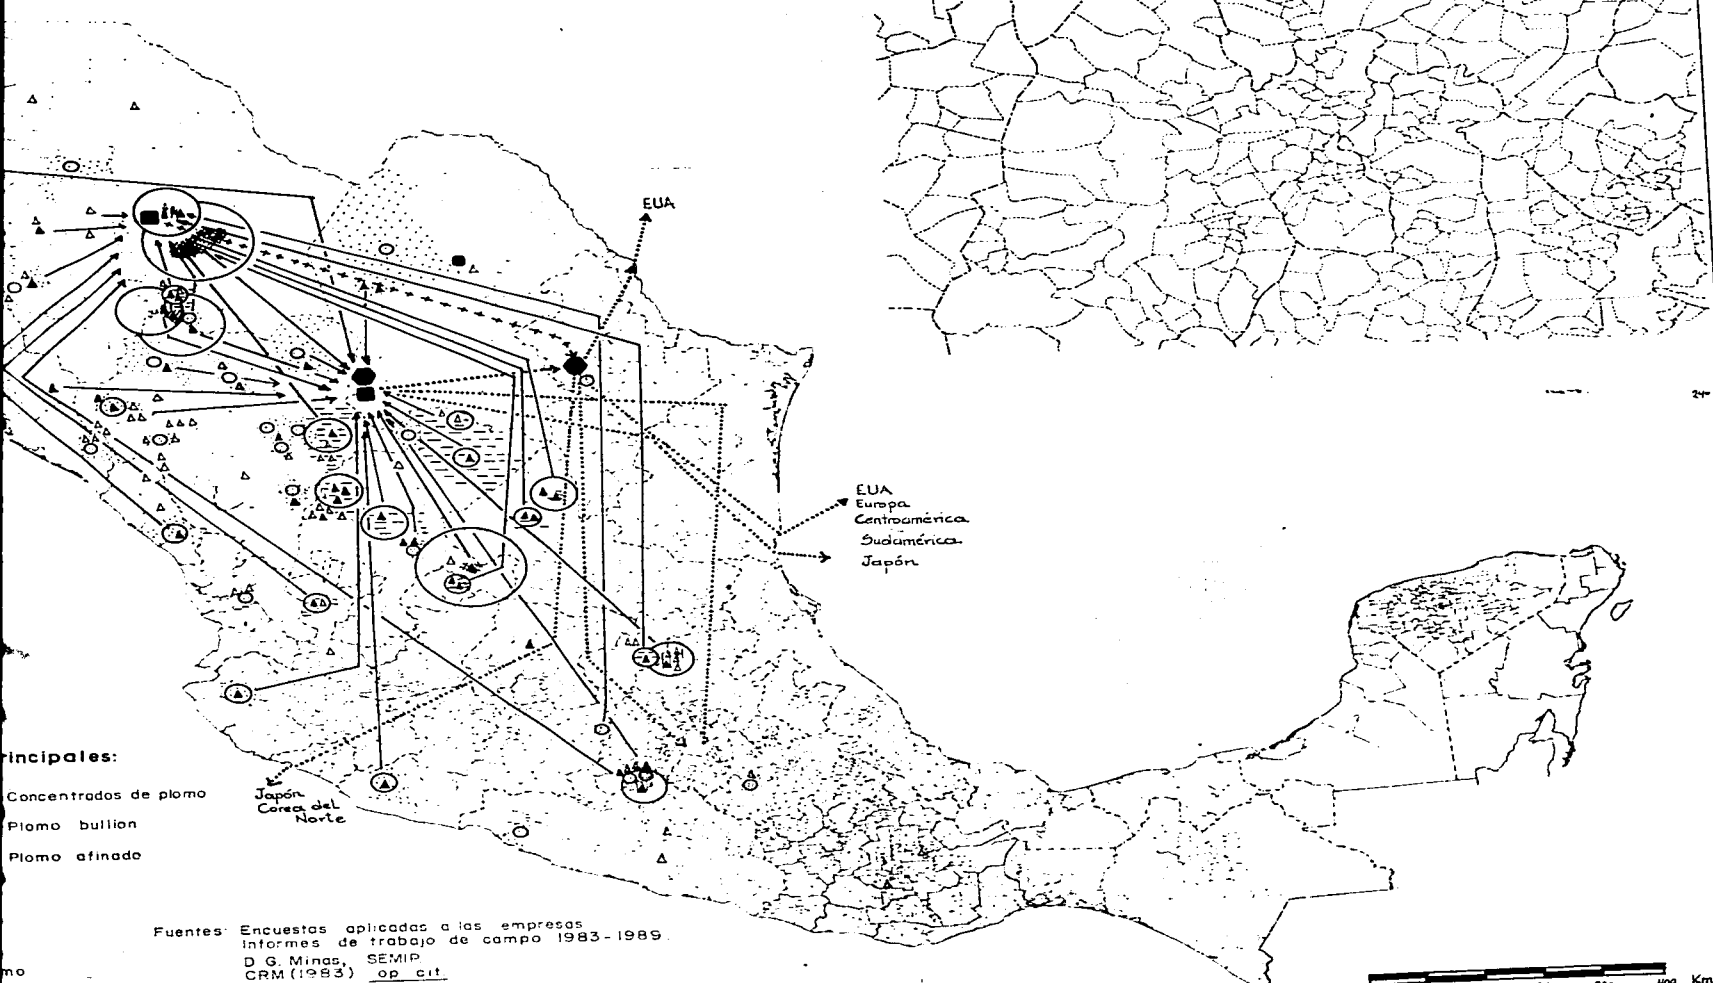 EUA
24°
EUA
Europa
Centroamérica
Sudamérica
Japón
rincipales:
Concentrados de plomo
Plomo bullion
Plomo afinado
Japón
Corea del
Norte
Fuentes: Encuestas aplicadas a las empresas
Informes de trabajo de campo 1983-1989.
D G. Minas, SEMIP.
CRM (1983) op cit.
mo
400 Km